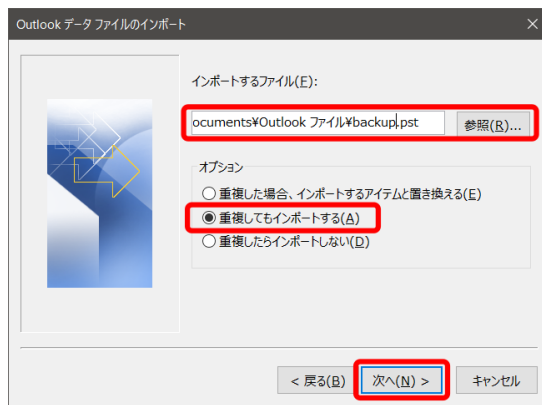 Outlook データ ファイルのインポート
インポートするファイル(F):
ocuments¥Outlook ファイル¥backup.pst
参照(R)...
オプション
重複した場合、インポートするアイテムと置き換える(E)
重複してもインポートする(A)
重複したらインポートしない(D)
< 戻る(B)
次へ(N) >
キャンセル